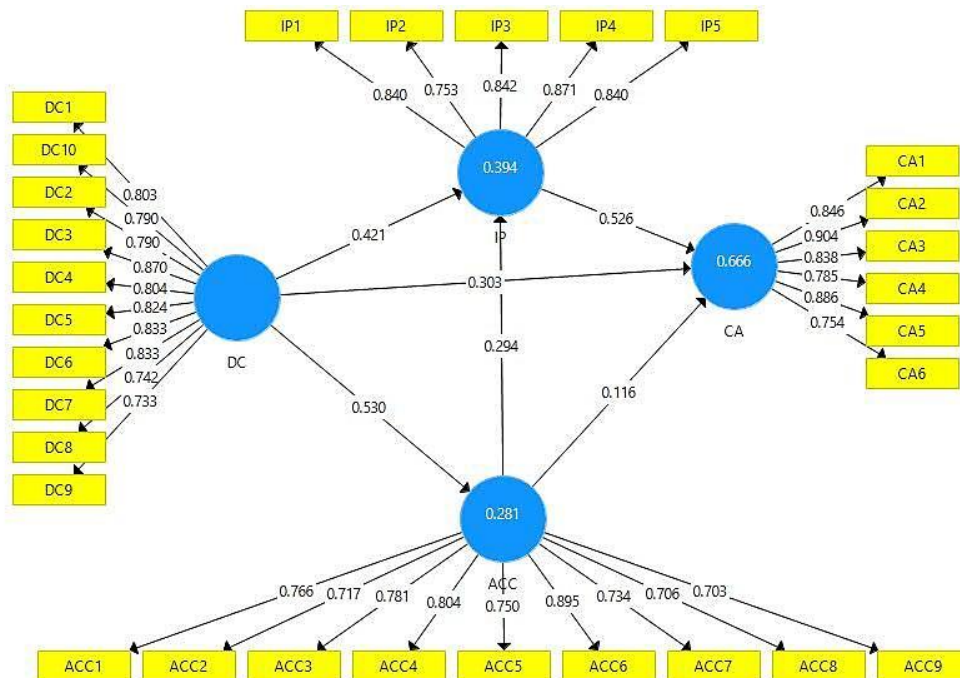 IP1 IP2 IP3 IP4 IP5
0.840 0.753 0.842 0.871 0.840
DC1
DC10
DC2
DC3
DC4
DC5
DC6
DC7
DC8
DC9
0.803
0.790
0.790
0.870
0.804
0.824
0.833
0.833
0.742
0.733
DC
0.394
IP
0.421
0.526
0.303
0.294
0.530
0.116
0.666
CA
0.846
0.904
0.838
0.785
0.886
0.754
CA1
CA2
CA3
CA4
CA5
CA6
0.281
ACC
0.766 0.717 0.781 0.804 0.750 0.895 0.734 0.706 0.703
ACC1 ACC2 ACC3 ACC4 ACC5 ACC6 ACC7 ACC8 ACC9